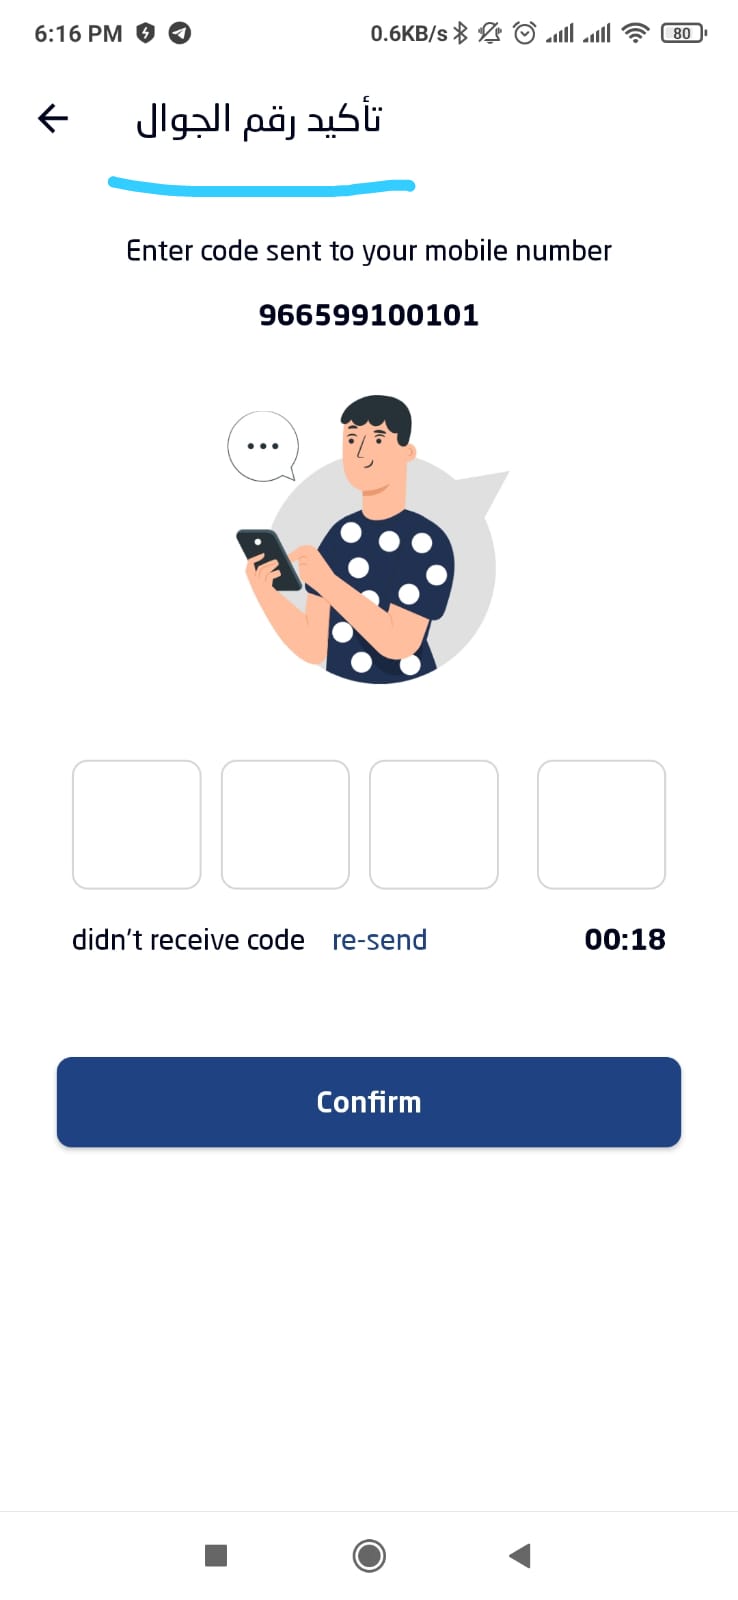 6:16 PM 0.6KB/s 80
تأكيد رقم الجوال
Enter code sent to your mobile number
966599100101
didn't receive code re-send 00:18
Confirm